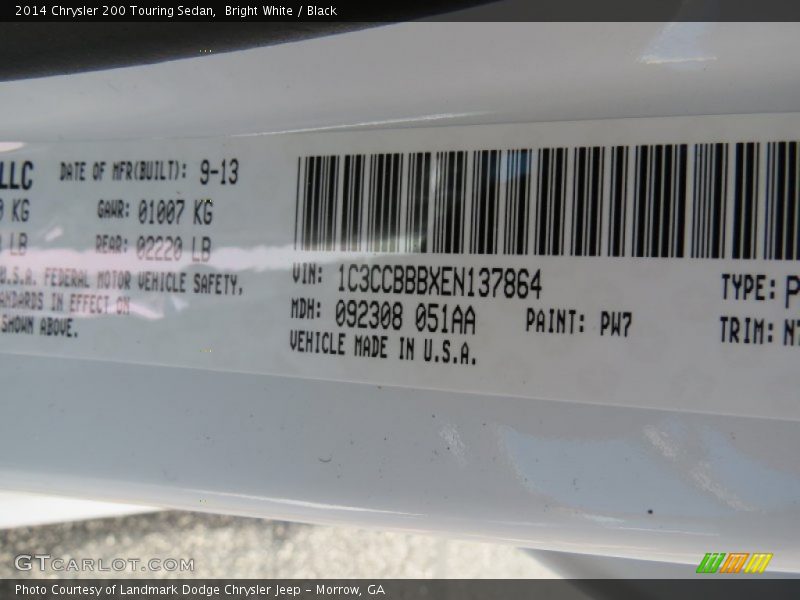 2014 Chrysler 200 Touring Sedan,  Bright White / Black
LLC DATE OF MFR(BUILT): 9-13
KG GAWR: 01007 KG
LB REAR: 02220 LB
U.S.A. FEDERAL MOTOR VEHICLE SAFETY,
IN EFFECT ON
SHOWN ABOVE.
VIN: 1C3CCBBBXEN137864 TYPE: P
MDH: 092308 051AA PAINT: PW7 TRIM:
VEHICLE MADE IN U.S.A.
GTCARLOT.COM
Photo Courtesy of Landmark Dodge Chrysler Jeep – Morrow, GA